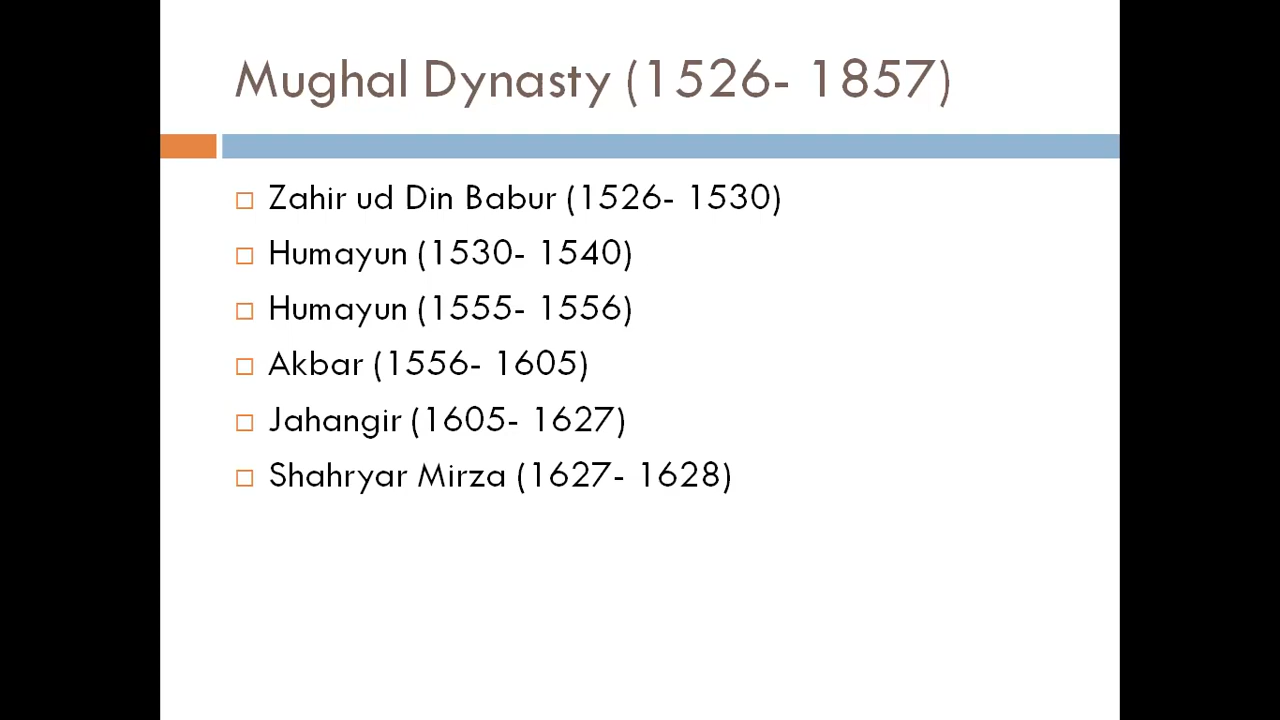 Mughal Dynasty (1526- 1857)
Zahir ud Din Babur (1526- 1530)
Humayun (1530- 1540)
Humayun (1555- 1556)
Akbar (1556- 1605)
Jahangir (1605- 1627)
Shahryar Mirza (1627- 1628)